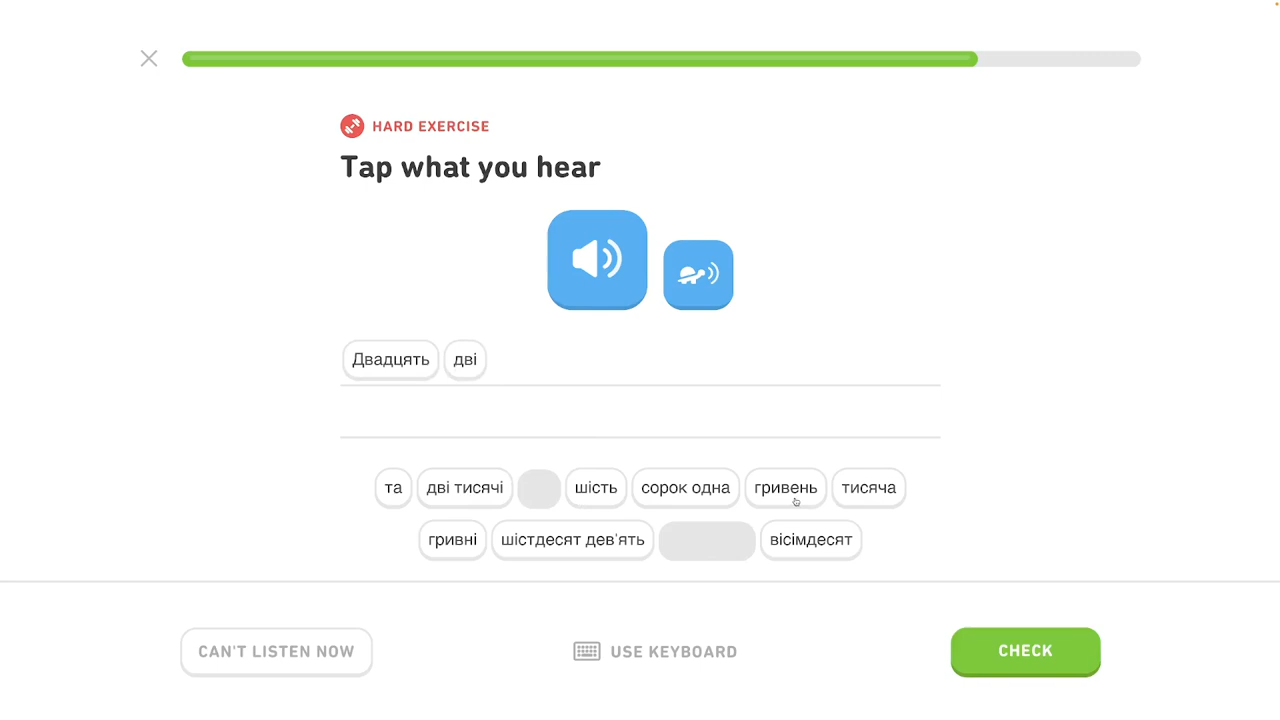 HARD EXERCISE
Tap what you hear
Двадцять дві
та дві тисячі шість сорок одна гривень тисяча
гривні шістдесят дев'ять вісімдесят
CAN'T LISTEN NOW USE KEYBOARD CHECK